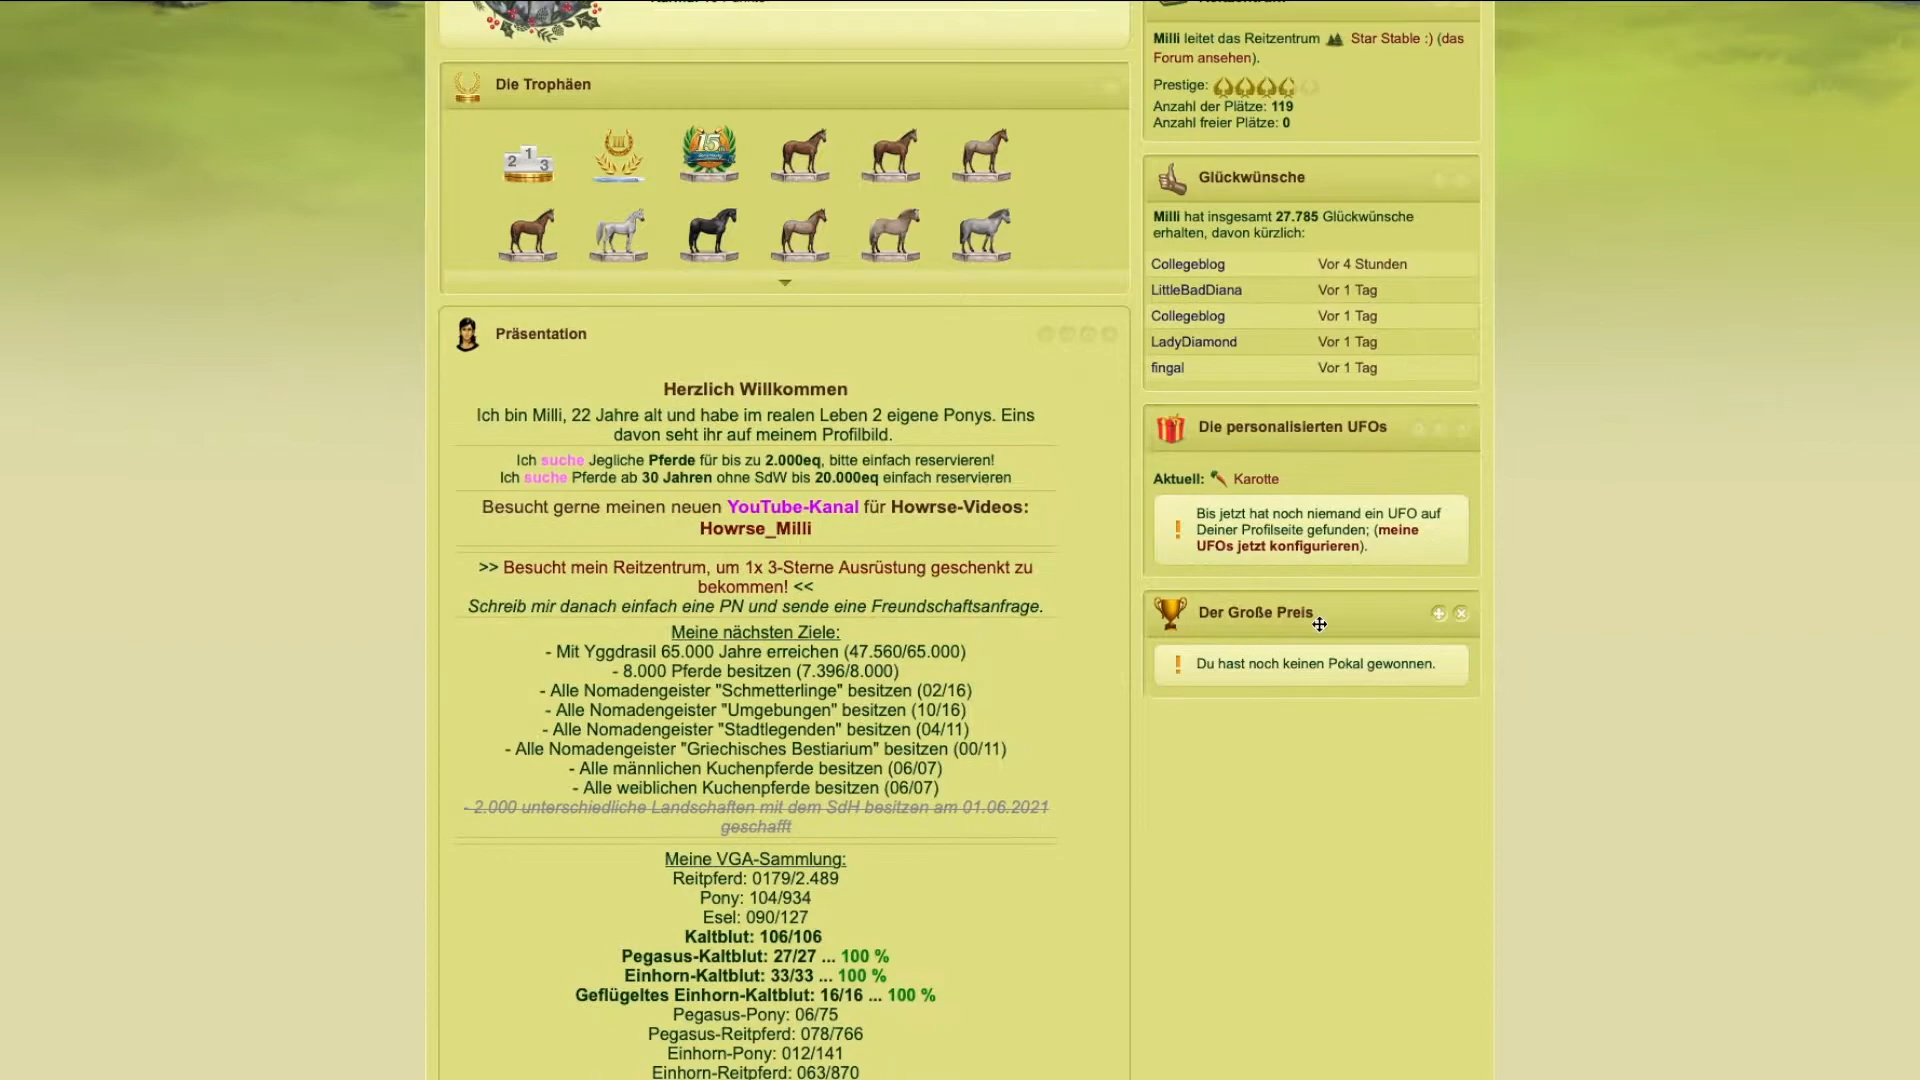 Die Trophäen
Präsentation
Herzlich Willkommen
Ich bin Milli, 22 Jahre alt und habe im realen Leben 2 eigene Ponys. Eins
davon seht ihr auf meinem Profilbild.
Ich suche Jegliche Pferde für bis zu 2.000eq, bitte einfach reservieren!
Ich suche Pferde ab 30 Jahren ohne SdW bis 20.000eq einfach reservieren
Besucht gerne meinen neuen YouTube-Kanal für Howrse-Videos:
Howrse_Milli
>> Besucht mein Reitzentrum, um 1x 3-Sterne Ausrüstung geschenkt zu
bekommen! <<
Schreib mir danach einfach eine PN und sende eine Freundschaftsanfrage.
Meine nächsten Ziele:
- Mit Yggdrasil 65.000 Jahre erreichen (47.560/65.000)
- 8.000 Pferde besitzen (7.396/8.000)
- Alle Nomadengeister "Schmetterlinge" besitzen (02/16)
- Alle Nomadengeister "Umgebungen" besitzen (10/16)
- Alle Nomadengeister "Stadtlegenden" besitzen (04/11)
- Alle Nomadengeister "Griechisches Bestiarium" besitzen (00/11)
- Alle männlichen Kuchenpferde besitzen (06/07)
- Alle weiblichen Kuchenpferde besitzen (06/07)
- 2.000 unterschiedliche Landschaften mit dem SdH besitzen am 01.06.2021
geschafft
Meine VGA-Sammlung:
Reitpferd: 0179/2.489
Pony: 104/934
Esel: 090/127
Kaltblut: 106/106
Pegasus-Kaltblut: 27/27 ... 100 %
Einhorn-Kaltblut: 33/33 ... 100 %
Geflügeltes Einhorn-Kaltblut: 16/16 ... 100 %
Pegasus-Pony: 06/75
Pegasus-Reitpferd: 078/766
Einhorn-Pony: 012/141
Einhorn-Reitpferd: 063/870
Milli leitet das Reitzentrum Star Stable :) (das
Forum ansehen).
Prestige:
Anzahl der Plätze: 119
Anzahl freier Plätze: 0
Glückwünsche
Milli hat insgesamt 27.785 Glückwünsche
erhalten, davon kürzlich:
Collegeblog Vor 4 Stunden
LittleBadDiana Vor 1 Tag
Collegeblog Vor 1 Tag
LadyDiamond Vor 1 Tag
fingal Vor 1 Tag
Die personalisierten UFOs
Aktuell: Karotte
Bis jetzt hat noch niemand ein UFO auf
Deiner Profilseite gefunden; (meine
UFOs jetzt konfigurieren).
Der Große Preis
Du hast noch keinen Pokal gewonnen.